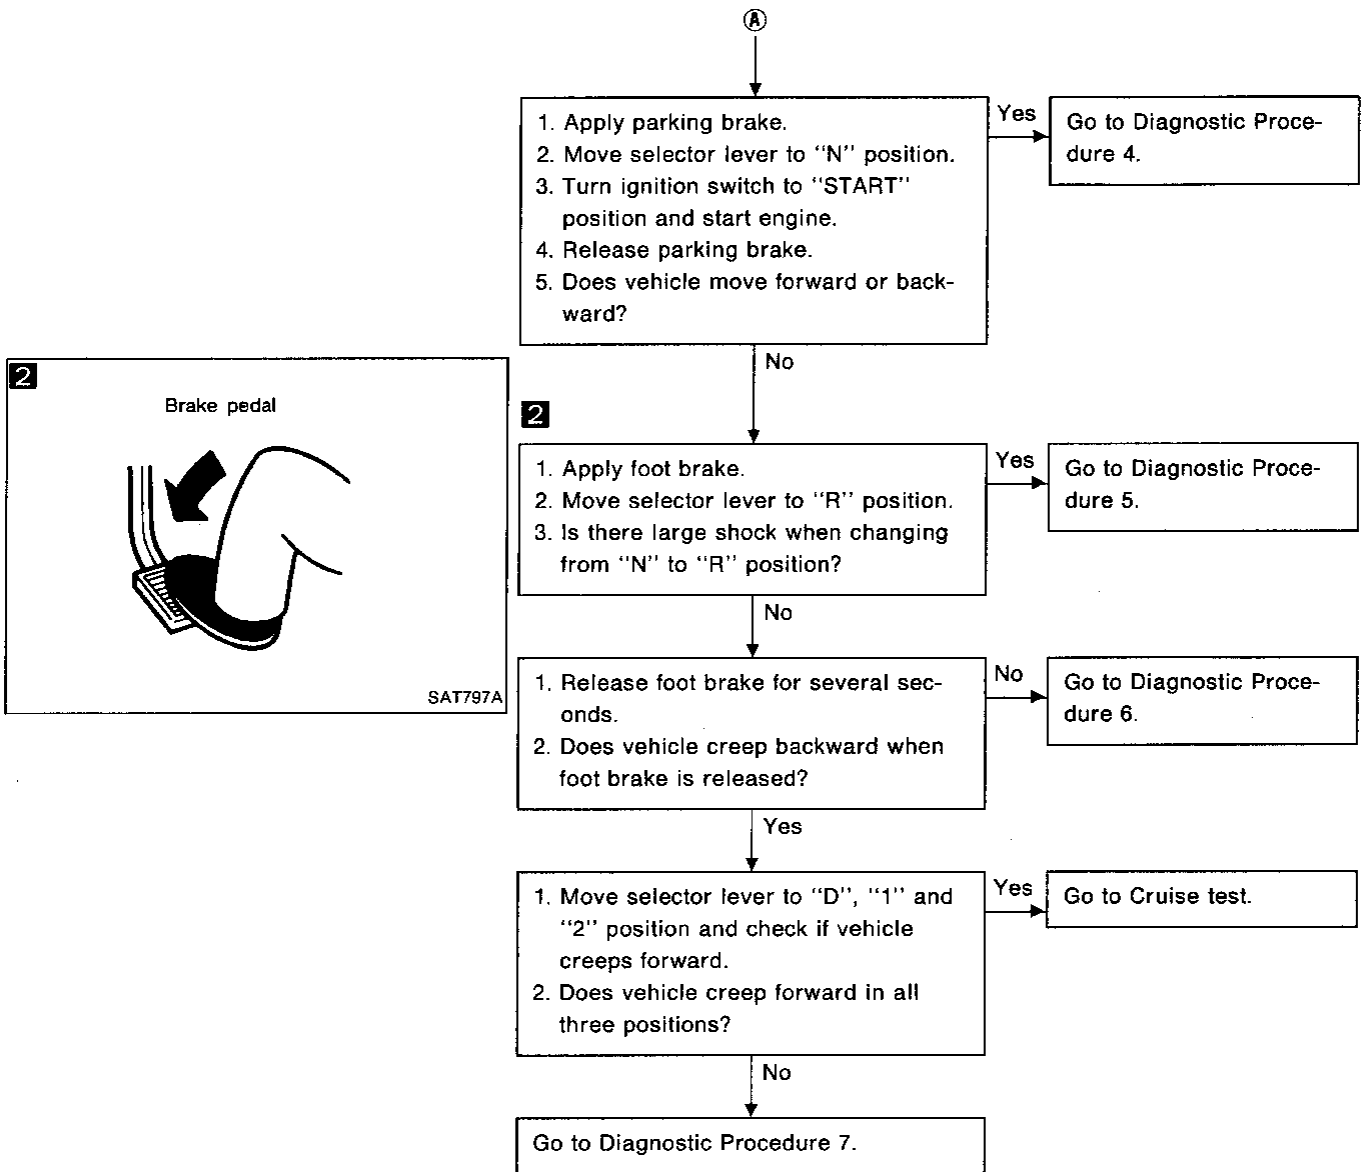 A
1. Apply parking brake.
2. Move selector lever to “N” position.
3. Turn ignition switch to “START”
position and start engine.
4. Release parking brake.
5. Does vehicle move forward or back-
ward?
Yes
Go to Diagnostic Proce-
dure 4.
No
2
Brake pedal
SAT797A
2
1. Apply foot brake.
2. Move selector lever to “R” position.
3. Is there large shock when changing
from “N” to “R” position?
Yes
Go to Diagnostic Proce-
dure 5.
No
1. Release foot brake for several sec-
onds.
2. Does vehicle creep backward when
foot brake is released?
No
Go to Diagnostic Proce-
dure 6.
Yes
1. Move selector lever to “D”, “1” and
“2” position and check if vehicle
creeps forward.
2. Does vehicle creep forward in all
three positions?
Yes
Go to Cruise test.
No
Go to Diagnostic Procedure 7.